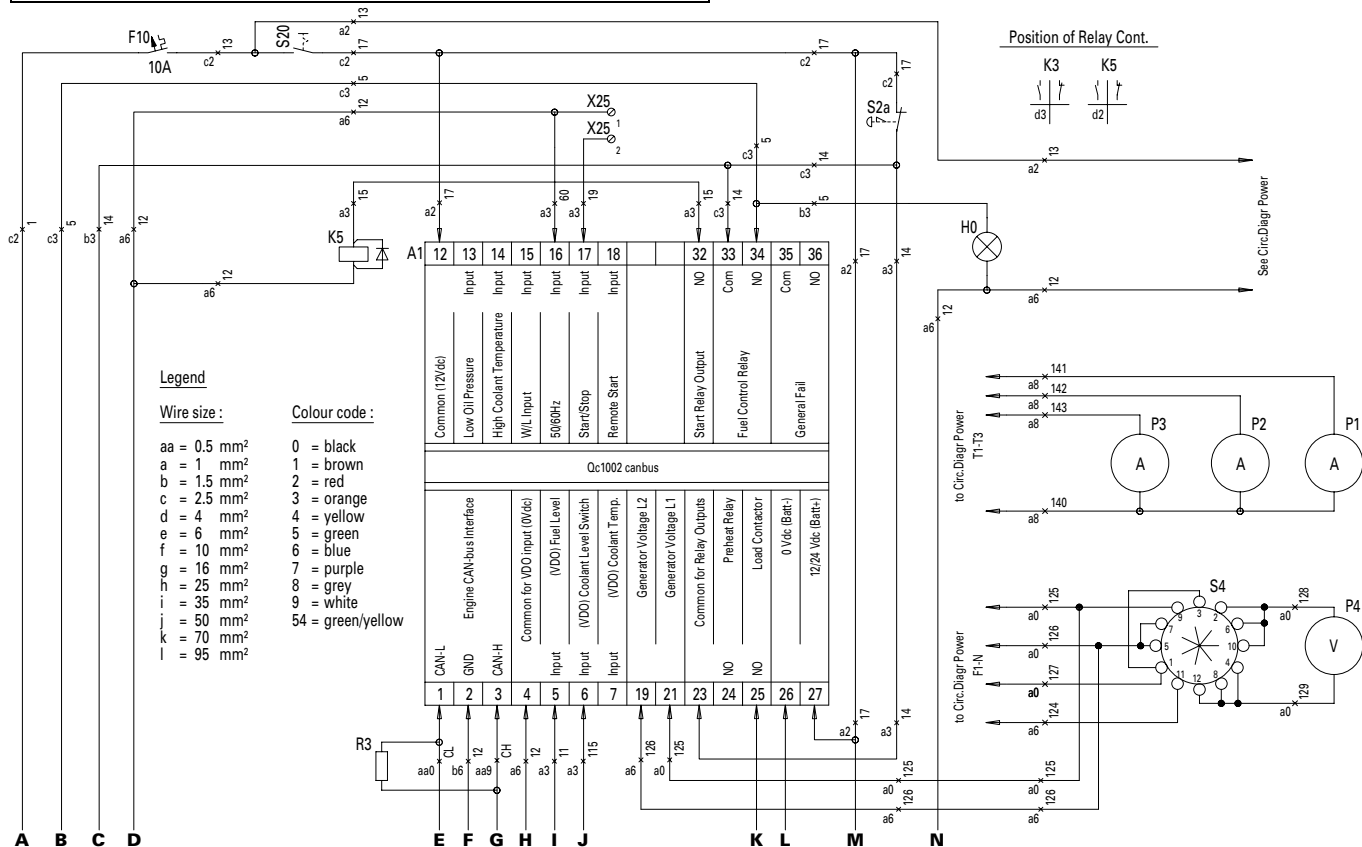 13
a2
F10
10A
13
c2
S20
17
c2
17
c2
17
c2
5
c3
12
a6
X25
1
X25
2
S2a
5
c3
14
c3
15
a3
17
a2
60
a3
19
a3
15
a3
14
c3
5
b3
1
c2
5
c3
14
b3
12
a6
K5
12
a6
17
a2
14
a3
H0
Position of Relay Cont.
K3
K5
d3
d2
13
a2
See Circ.Diagr Power
12
a6
12
a6
A1
12
13
14
15
16
17
18
32
33
34
35
36
Input
Input
Input
Input
Input
Input
NO
Com
NO
Com
NO
Common (12Vdc)
Low Oil Pressure
High Coolant Temperature
W/L Input
50/60Hz
Start/Stop
Remote Start
Start Relay Output
Fuel Control Relay
General Fail
Qc1002 canbus
Engine CAN-bus Interface
Common for VDO input (0Vdc)
(VDO) Fuel Level
(VDO) Coolant Level Switch
(VDO) Coolant Temp.
Generator Voltage L2
Generator Voltage L1
Common for Relay Outputs
Preheat Relay
Load Contactor
0 Vdc (Batt-)
12/24 Vdc (Batt+)
CAN-L
GND
CAN-H
Input
Input
Input
NO
NO
1
2
3
4
5
6
7
19
21
23
24
25
26
27
Legend
Wire size :
aa = 0.5 mm²
a = 1 mm²
b = 1.5 mm²
c = 2.5 mm²
d = 4 mm²
e = 6 mm²
f = 10 mm²
g = 16 mm²
h = 25 mm²
i = 35 mm²
j = 50 mm²
k = 70 mm²
l = 95 mm²
Colour code :
0 = black
1 = brown
2 = red
3 = orange
4 = yellow
5 = green
6 = blue
7 = purple
8 = grey
9 = white
54 = green/yellow
R3
CL
aa0
12
b6
CH
aa9
12
a6
11
a3
115
a3
126
a6
125
a0
17
a2
14
a3
125
a0
126
a6
125
a0
126
a6
141
a8
142
a8
143
a8
to Circ.Diagr Power
T1-T3
P3
P2
P1
A
A
A
140
a8
125
a0
126
a0
127
a0
124
a6
to Circ.Diagr Power
F1-N
S4
3
9
2
7
6
5
10
1
4
11
12
8
128
a0
P4
V
129
a0
A
B
C
D
E
F
G
H
I
J
K
L
M
N